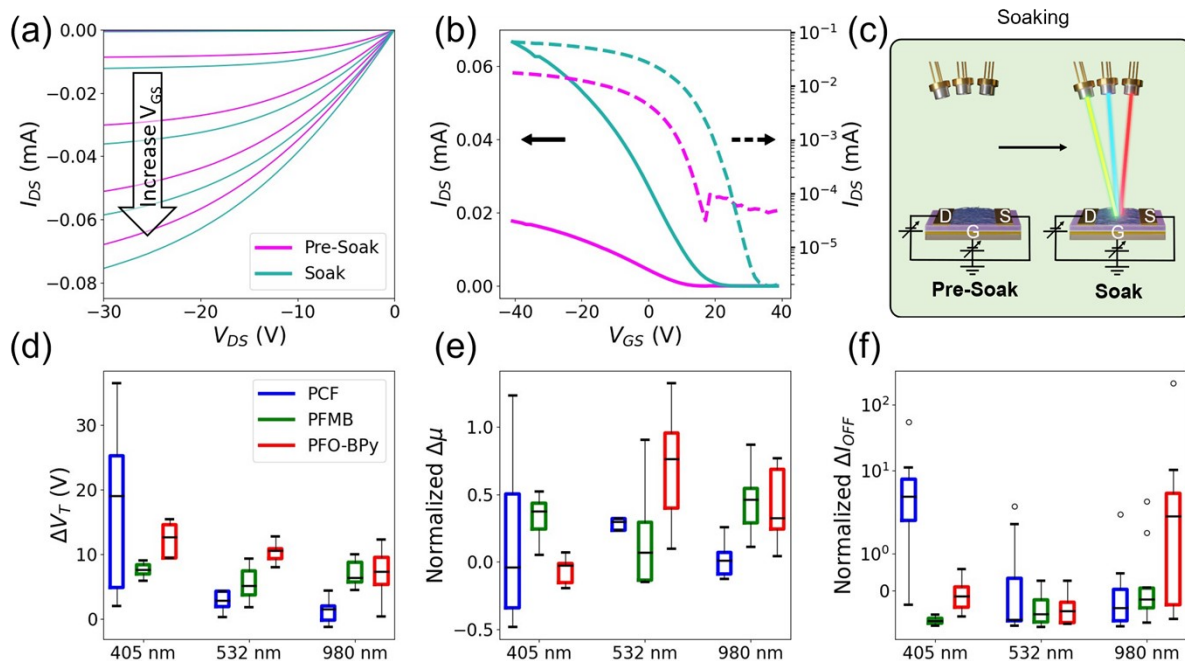 (a)
0.00
−0.02
−0.04
−0.06
−0.08
I_DS (mA)
Increase V_GS
Pre-Soak
Soak
−30
−20
−10
0
V_DS (V)
(b)
0.06
0.04
0.02
0.00
I_DS (mA)
10⁻¹
10⁻²
10⁻³
10⁻⁴
10⁻⁵
I_DS (mA)
−40
−20
0
20
40
V_GS (V)
(c)
Soaking
D
S
G
D
S
G
Pre-Soak
Soak
(d)
30
20
10
0
ΔV_T (V)
PCF
PFMB
PFO-BPy
405 nm
532 nm
980 nm
(e)
1.0
0.5
0.0
−0.5
Normalized Δμ
405 nm
532 nm
980 nm
(f)
10²
10¹
10⁰
0
Normalized ΔI_OFF
405 nm
532 nm
980 nm